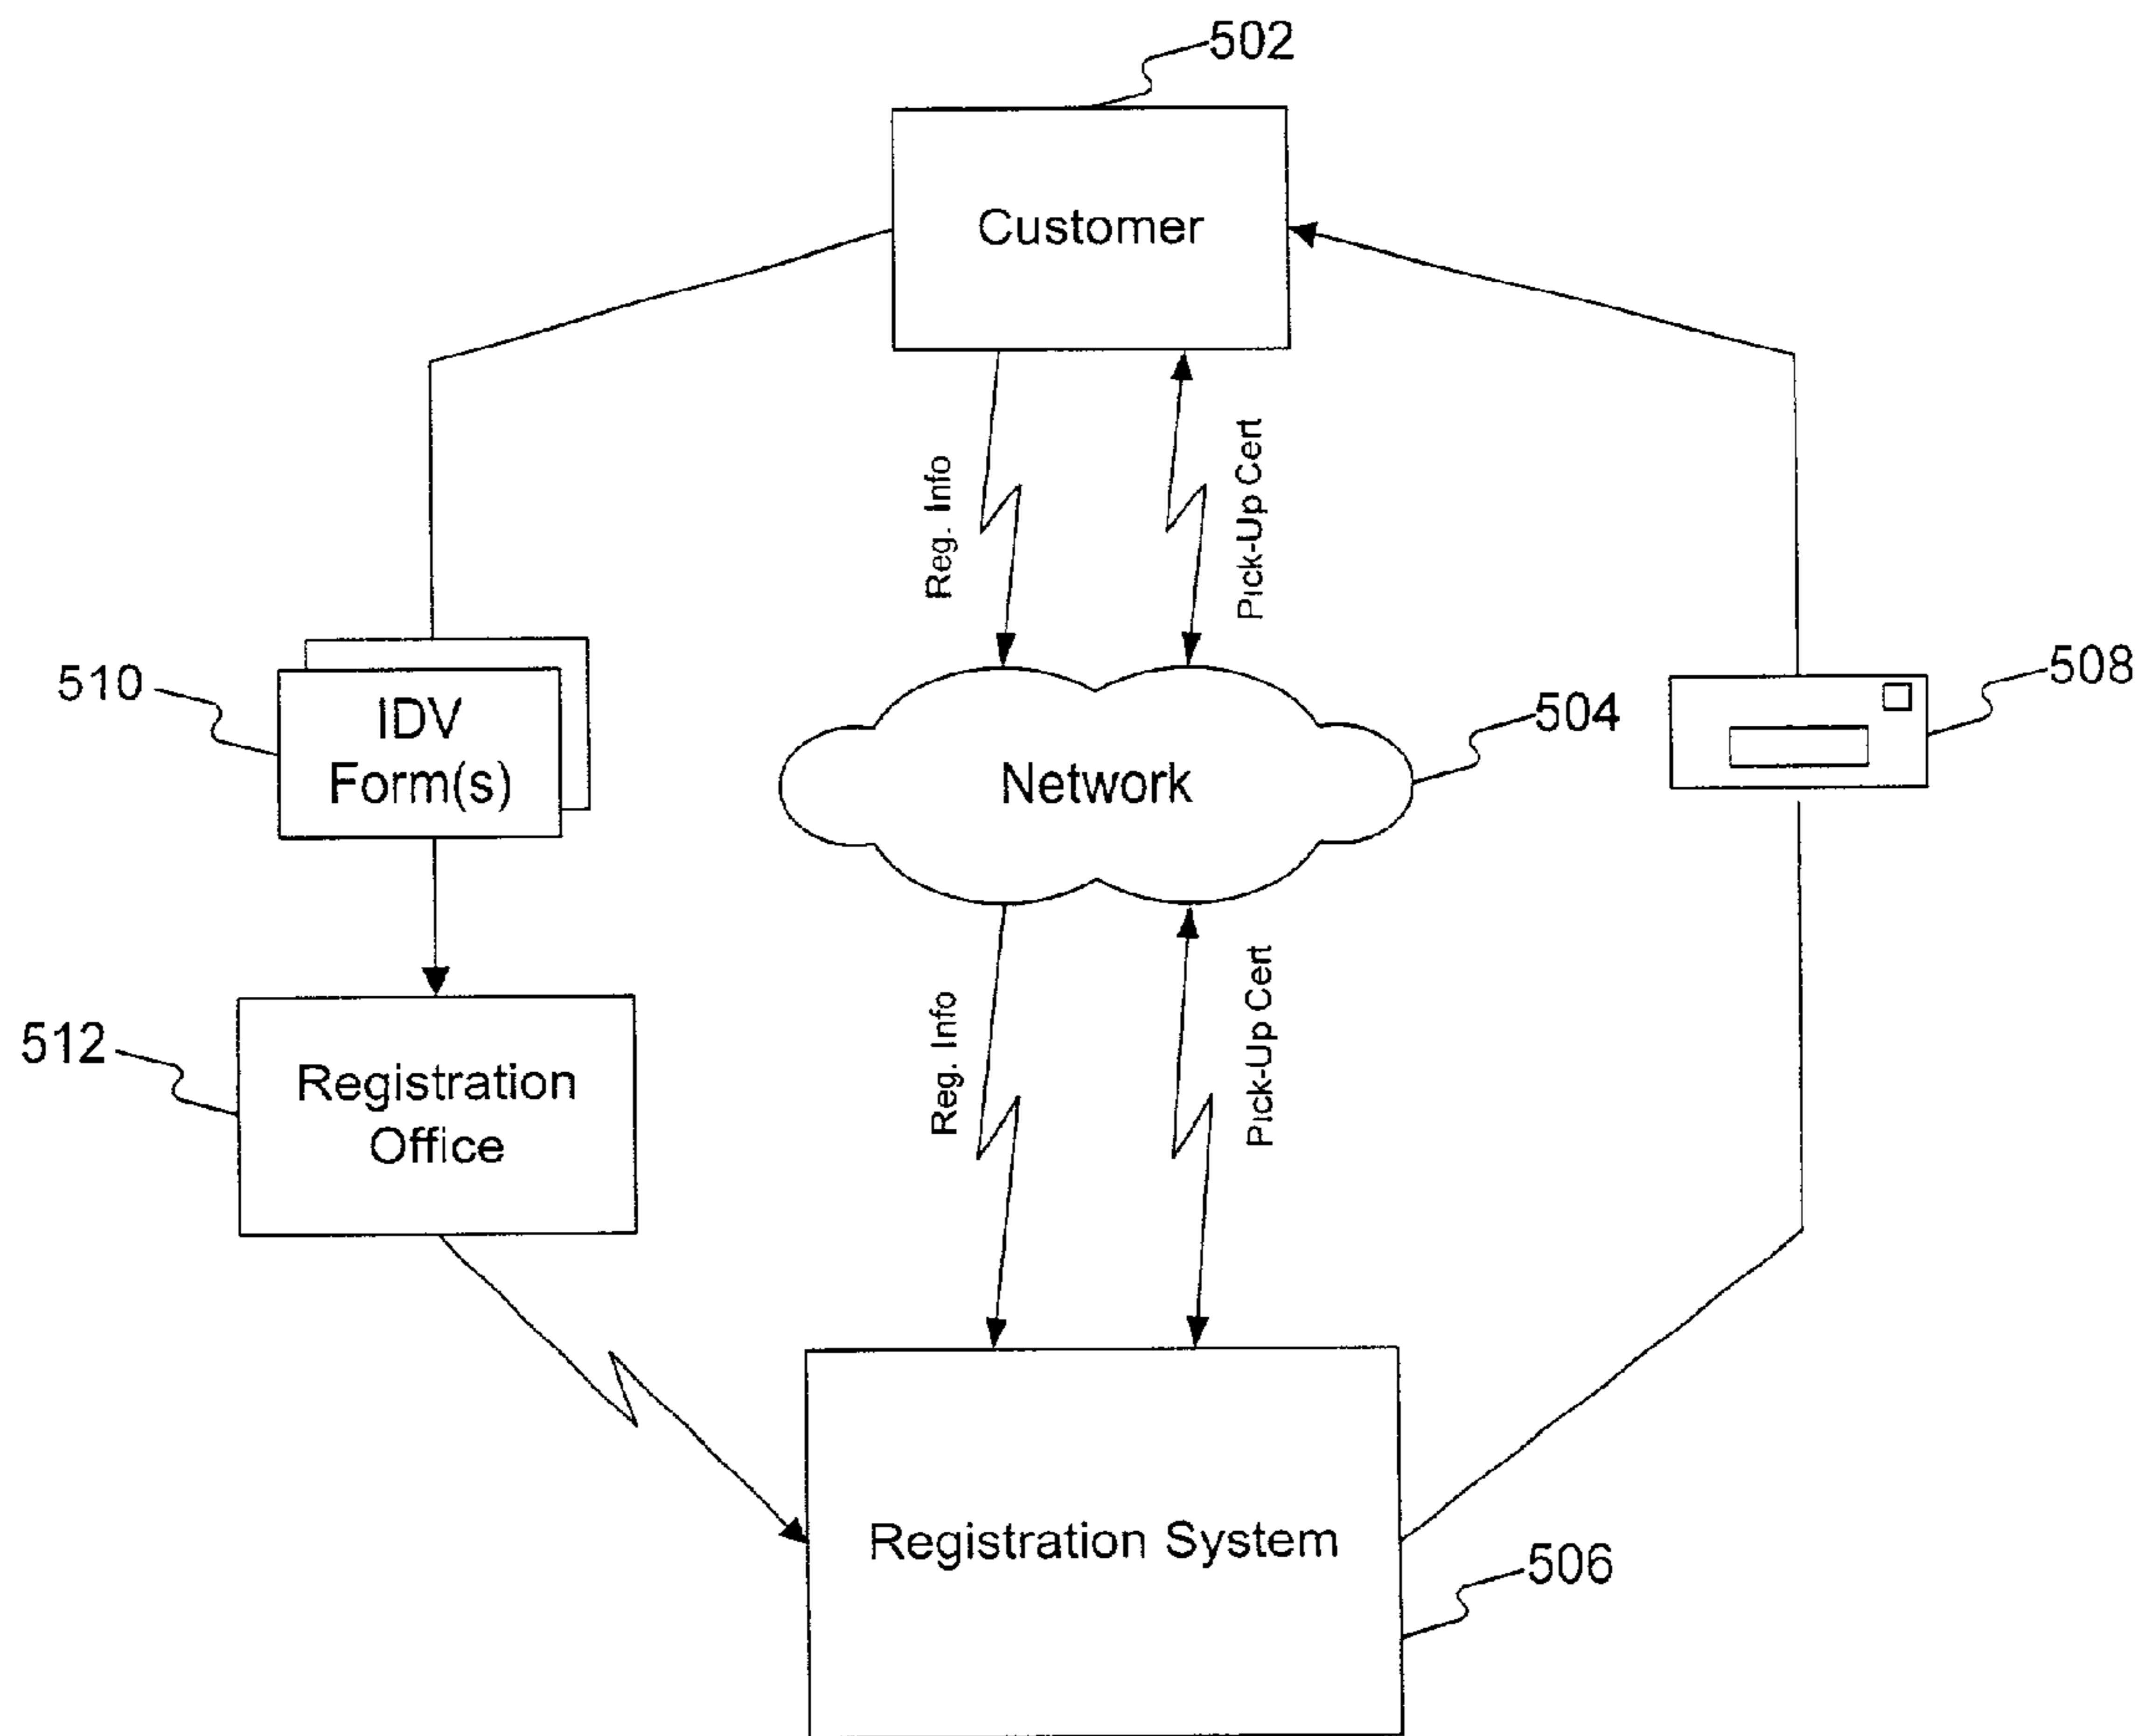 502
Customer
Reg. Info
Pick-Up Cert
510
IDV
Form(s)
Network
504
508
512
Registration
Office
Reg. Info
Pick-Up Cert
Registration System
506